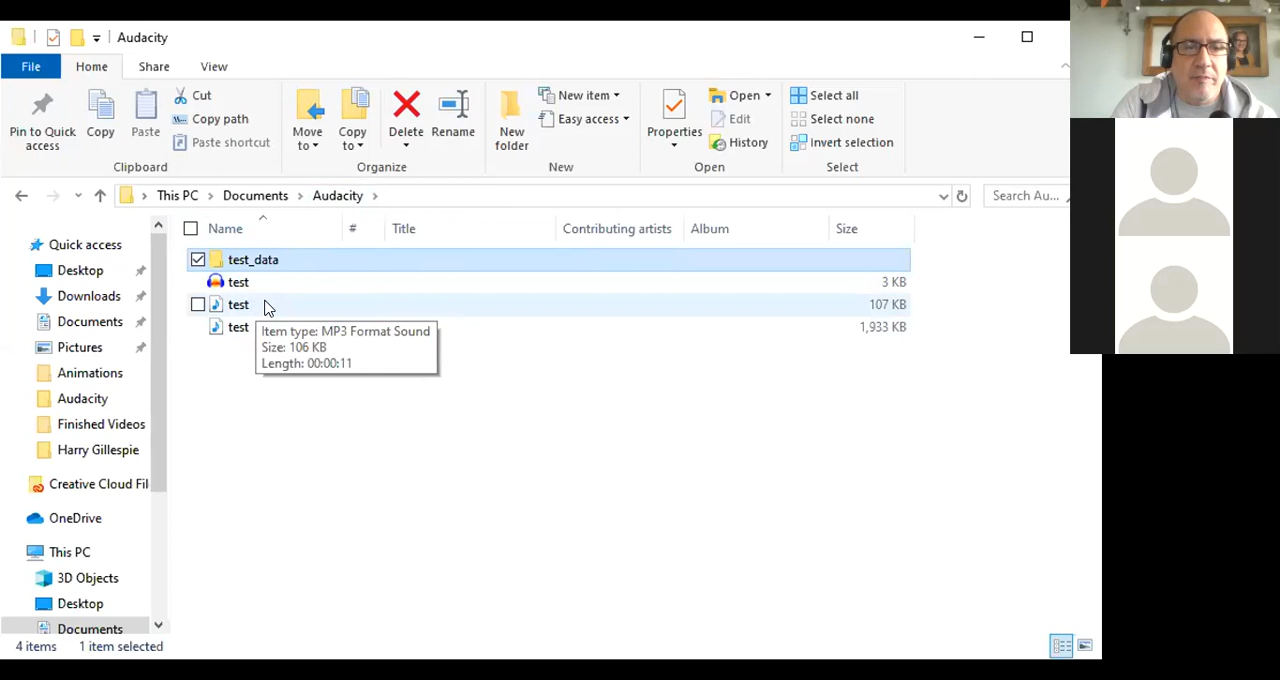 Audacity
File Home Share View
Pin to Quick access
Copy
Paste
Cut
Copy path
Paste shortcut
Clipboard
Move to
Copy to
Delete
Rename
Organize
New folder
New item
Easy access
New
Properties
Open
Edit
History
Open
Select all
Select none
Invert selection
Select
This PC > Documents > Audacity >
Search Au...
Name # Title Contributing artists Album Size
test_data
test 3 KB
test 107 KB
test 1,933 KB
Item type: MP3 Format Sound
Size: 106 KB
Length: 00:00:11
Quick access
Desktop
Downloads
Documents
Pictures
Animations
Audacity
Finished Videos
Harry Gillespie
Creative Cloud Fil
OneDrive
This PC
3D Objects
Desktop
Documents
4 items 1 item selected